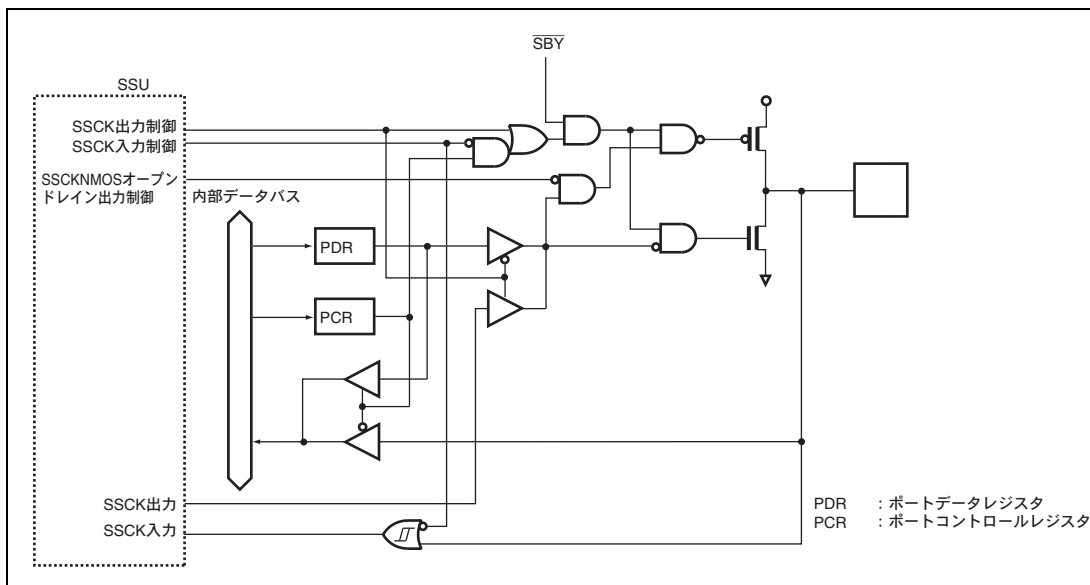 SBY
SSU
SSCK出力制御
SSCK入力制御
SSCKNMOSオープン
ドレイン出力制御
内部データバス
PDR
PCR
SSCK出力
SSCK入力
PDR :ポートデータレジスタ
PCR :ポートコントロールレジスタ